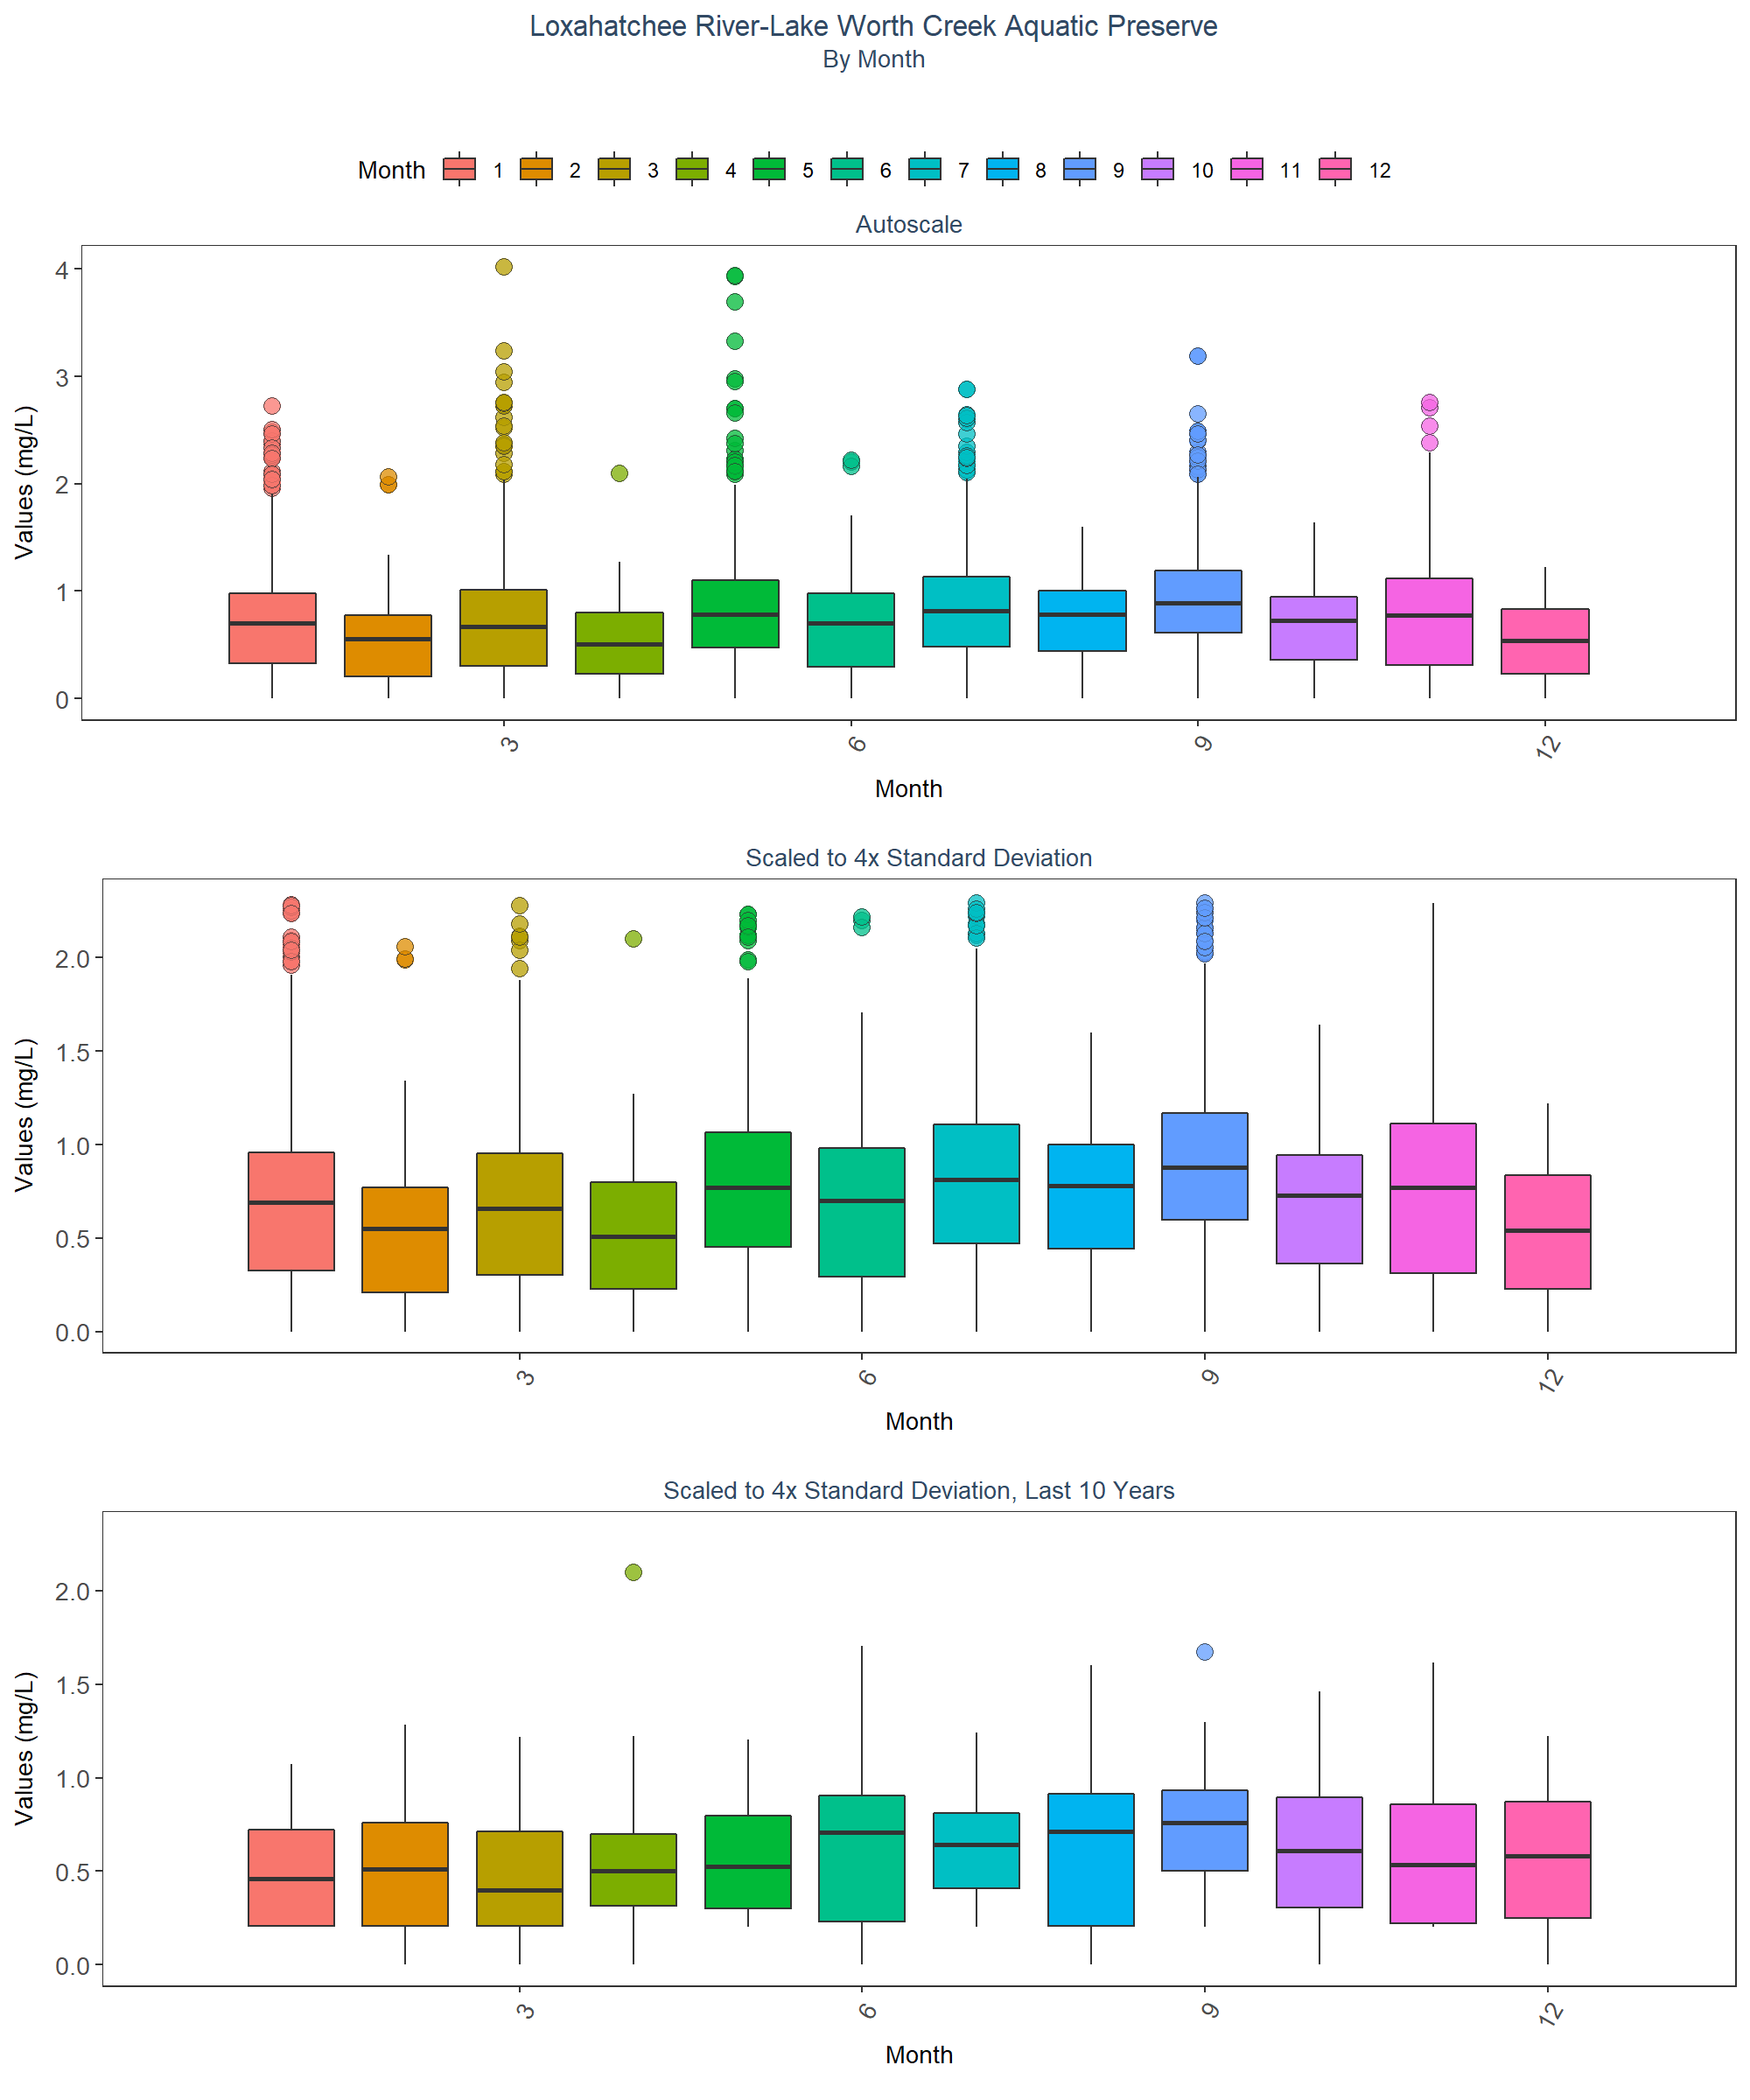 Loxahatchee River-Lake Worth Creek Aquatic Preserve
By Month
Month 1 2 3 4 5 6 7 8 9 10 11 12
Autoscale
Values (mg/L)
4
3
2
1
0
3 6 9 12
Month
Scaled to 4x Standard Deviation
Values (mg/L)
2.0
1.5
1.0
0.5
0.0
3 6 9 12
Month
Scaled to 4x Standard Deviation, Last 10 Years
Values (mg/L)
2.0
1.5
1.0
0.5
0.0
3 6 9 12
Month